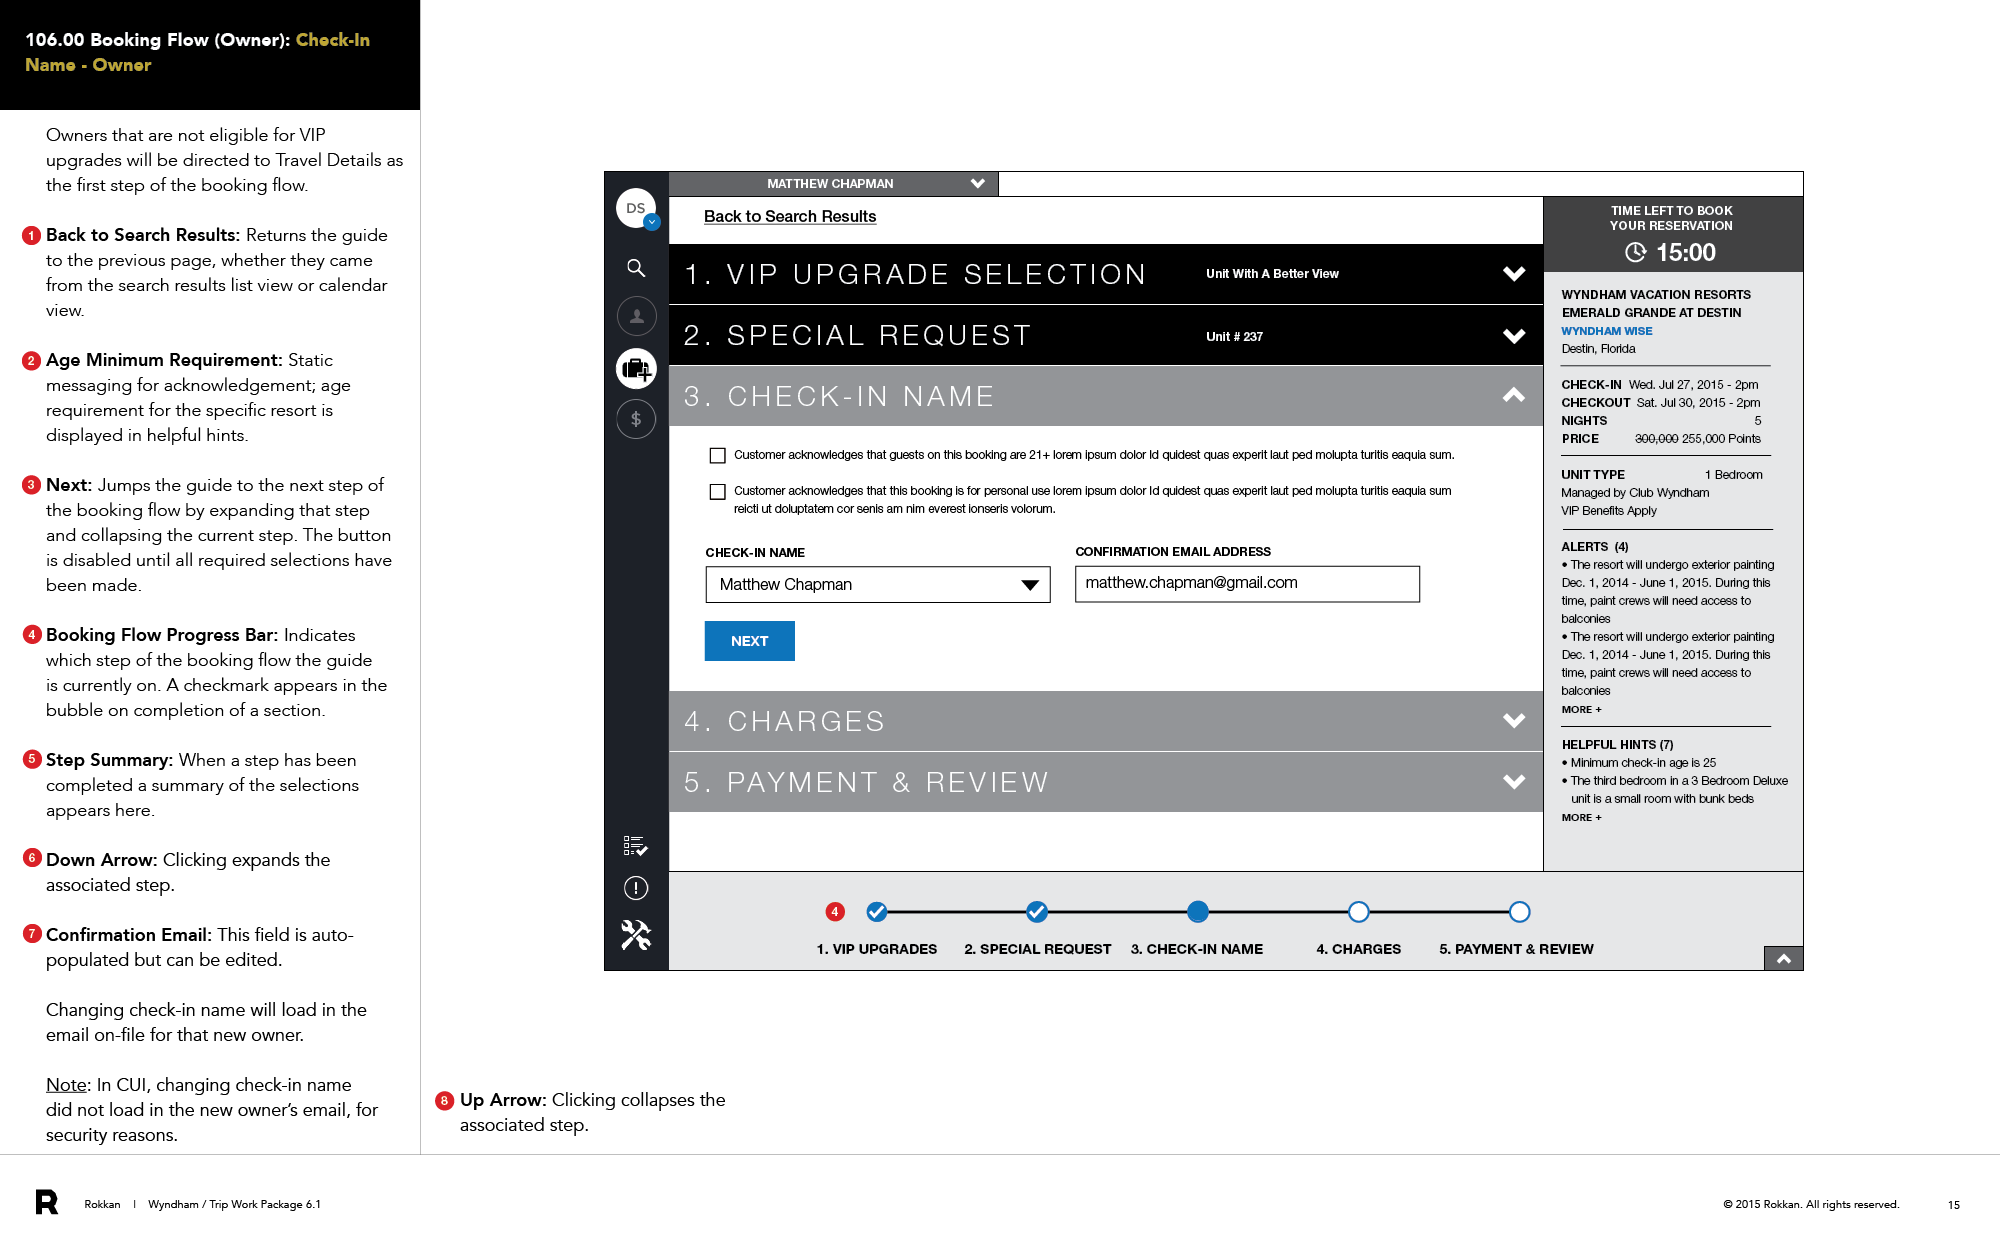 106.00 Booking Flow (Owner): Check-In
Name - Owner
Owners that are not eligible for VIP
upgrades will be directed to Travel Details as
the first step of the booking flow.
1 Back to Search Results: Returns the guide
to the previous page, whether they came
from the search results list view or calendar
view.
2 Age Minimum Requirement: Static
messaging for acknowledgement; age
requirement for the specific resort is
displayed in helpful hints.
3 Next: Jumps the guide to the next step of
the booking flow by expanding that step
and collapsing the current step. The button
is disabled until all required selections have
been made.
4 Booking Flow Progress Bar: Indicates
which step of the booking flow the guide
is currently on. A checkmark appears in the
bubble on completion of a section.
5 Step Summary: When a step has been
completed a summary of the selections
appears here.
6 Down Arrow: Clicking expands the
associated step.
7 Confirmation Email: This field is auto-
populated but can be edited.
Changing check-in name will load in the
email on-file for that new owner.
Note: In CUI, changing check-in name
did not load in the new owner's email, for
security reasons.
8 Up Arrow: Clicking collapses the
associated step.
DS
$
MATTHEW CHAPMAN
Back to Search Results
1. VIP UPGRADE SELECTION Unit With A Better View
2. SPECIAL REQUEST Unit # 237
3. CHECK-IN NAME
Customer acknowledges that guests on this booking are 21+ lorem ipsum dolor Id quidest quas experit laut ped molupta turitis eaquia sum.
Customer acknowledges that this booking is for personal use lorem ipsum dolor Id quidest quas experit laut ped molupta turitis eaquia sum
reicti ut doluptatem cor senis am nim everest ionseris volorum.
CHECK-IN NAME CONFIRMATION EMAIL ADDRESS
Matthew Chapman matthew.chapman@gmail.com
NEXT
4. CHARGES
5. PAYMENT & REVIEW
TIME LEFT TO BOOK
YOUR RESERVATION
15:00
WYNDHAM VACATION RESORTS
EMERALD GRANDE AT DESTIN
WYNDHAM WISE
Destin, Florida
CHECK-IN Wed. Jul 27, 2015 - 2pm
CHECKOUT Sat. Jul 30, 2015 - 2pm
NIGHTS 5
PRICE 300,000 255,000 Points
UNIT TYPE 1 Bedroom
Managed by Club Wyndham
VIP Benefits Apply
ALERTS (4)
• The resort will undergo exterior painting
Dec. 1, 2014 - June 1, 2015. During this
time, paint crews will need access to
balconies
• The resort will undergo exterior painting
Dec. 1, 2014 - June 1, 2015. During this
time, paint crews will need access to
balconies
MORE +
HELPFUL HINTS (7)
• Minimum check-in age is 25
• The third bedroom in a 3 Bedroom Deluxe
unit is a small room with bunk beds
MORE +
4
1. VIP UPGRADES 2. SPECIAL REQUEST 3. CHECK-IN NAME 4. CHARGES 5. PAYMENT & REVIEW
R Rokkan | Wyndham / Trip Work Package 6.1
© 2015 Rokkan. All rights reserved. 15